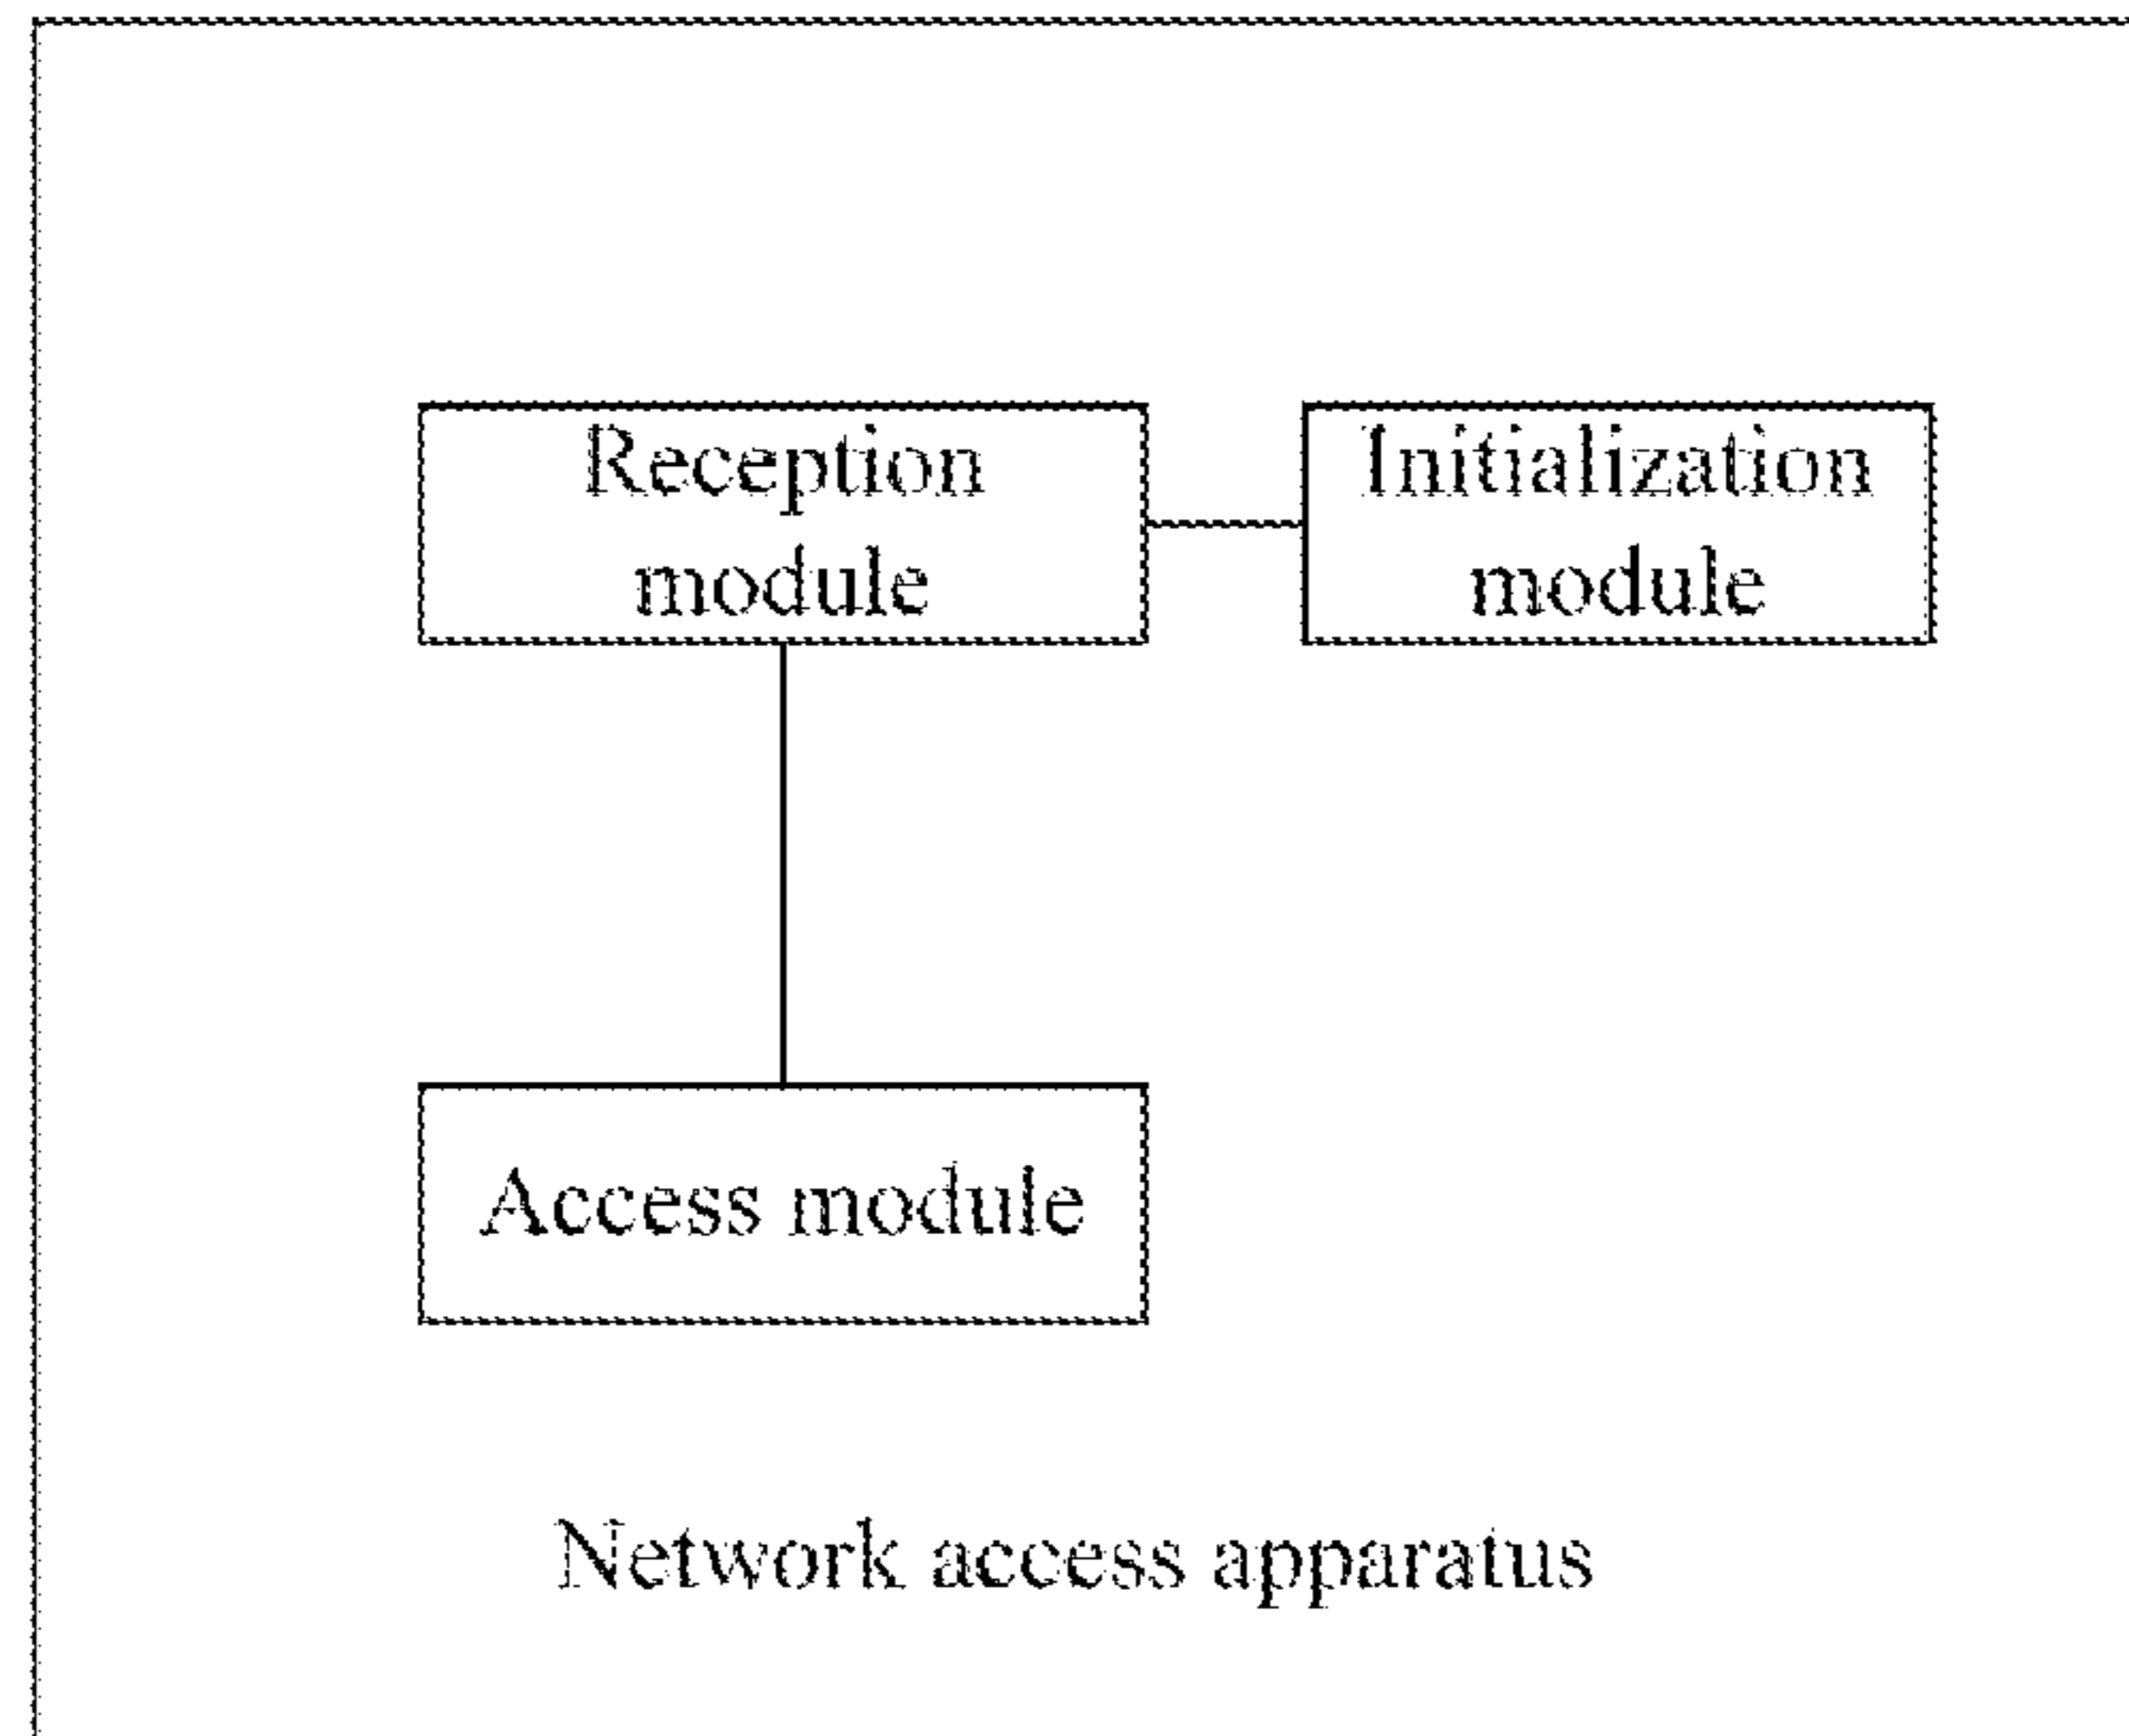 Reception
module
Initialization
module
Access module
Network access apparatus